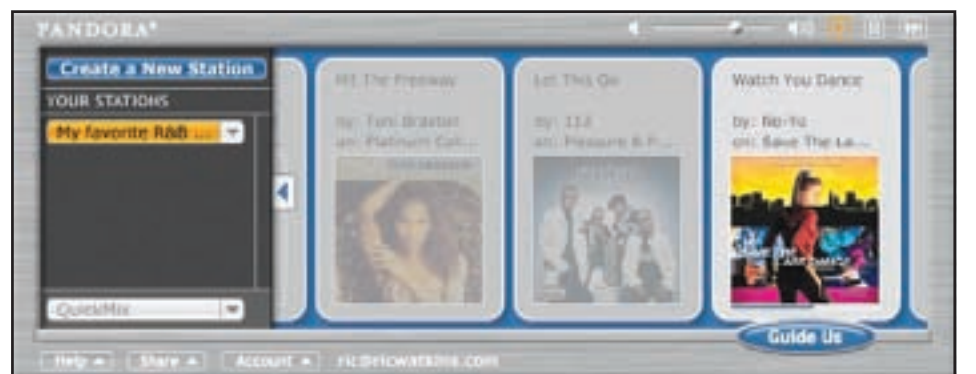 PANDORA®
Create a New Station
YOUR STATIONS
My favorite R&B ...
QuickMix
Hit The Freeway
by: Toni Braxton
on: Platinum Coll...
Let This Go
by: 112
on: Pleasure & P...
Watch You Dance
by: Ne-Yo
on: Save The La...
Guide Us
Help
Share
Account
ric@ricwatkins.com